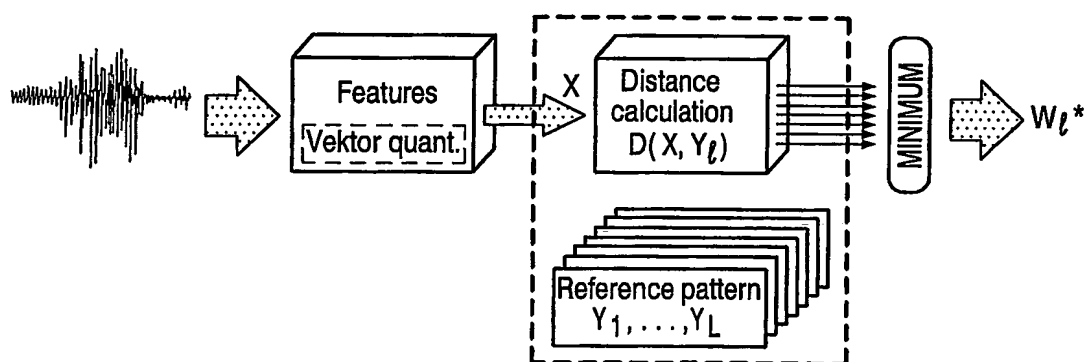 Features
Vektor quant.
X
Distance
calculation
D(X, Yℓ)
MINIMUM
Wℓ*
Reference pattern
Y1, . . . , YL